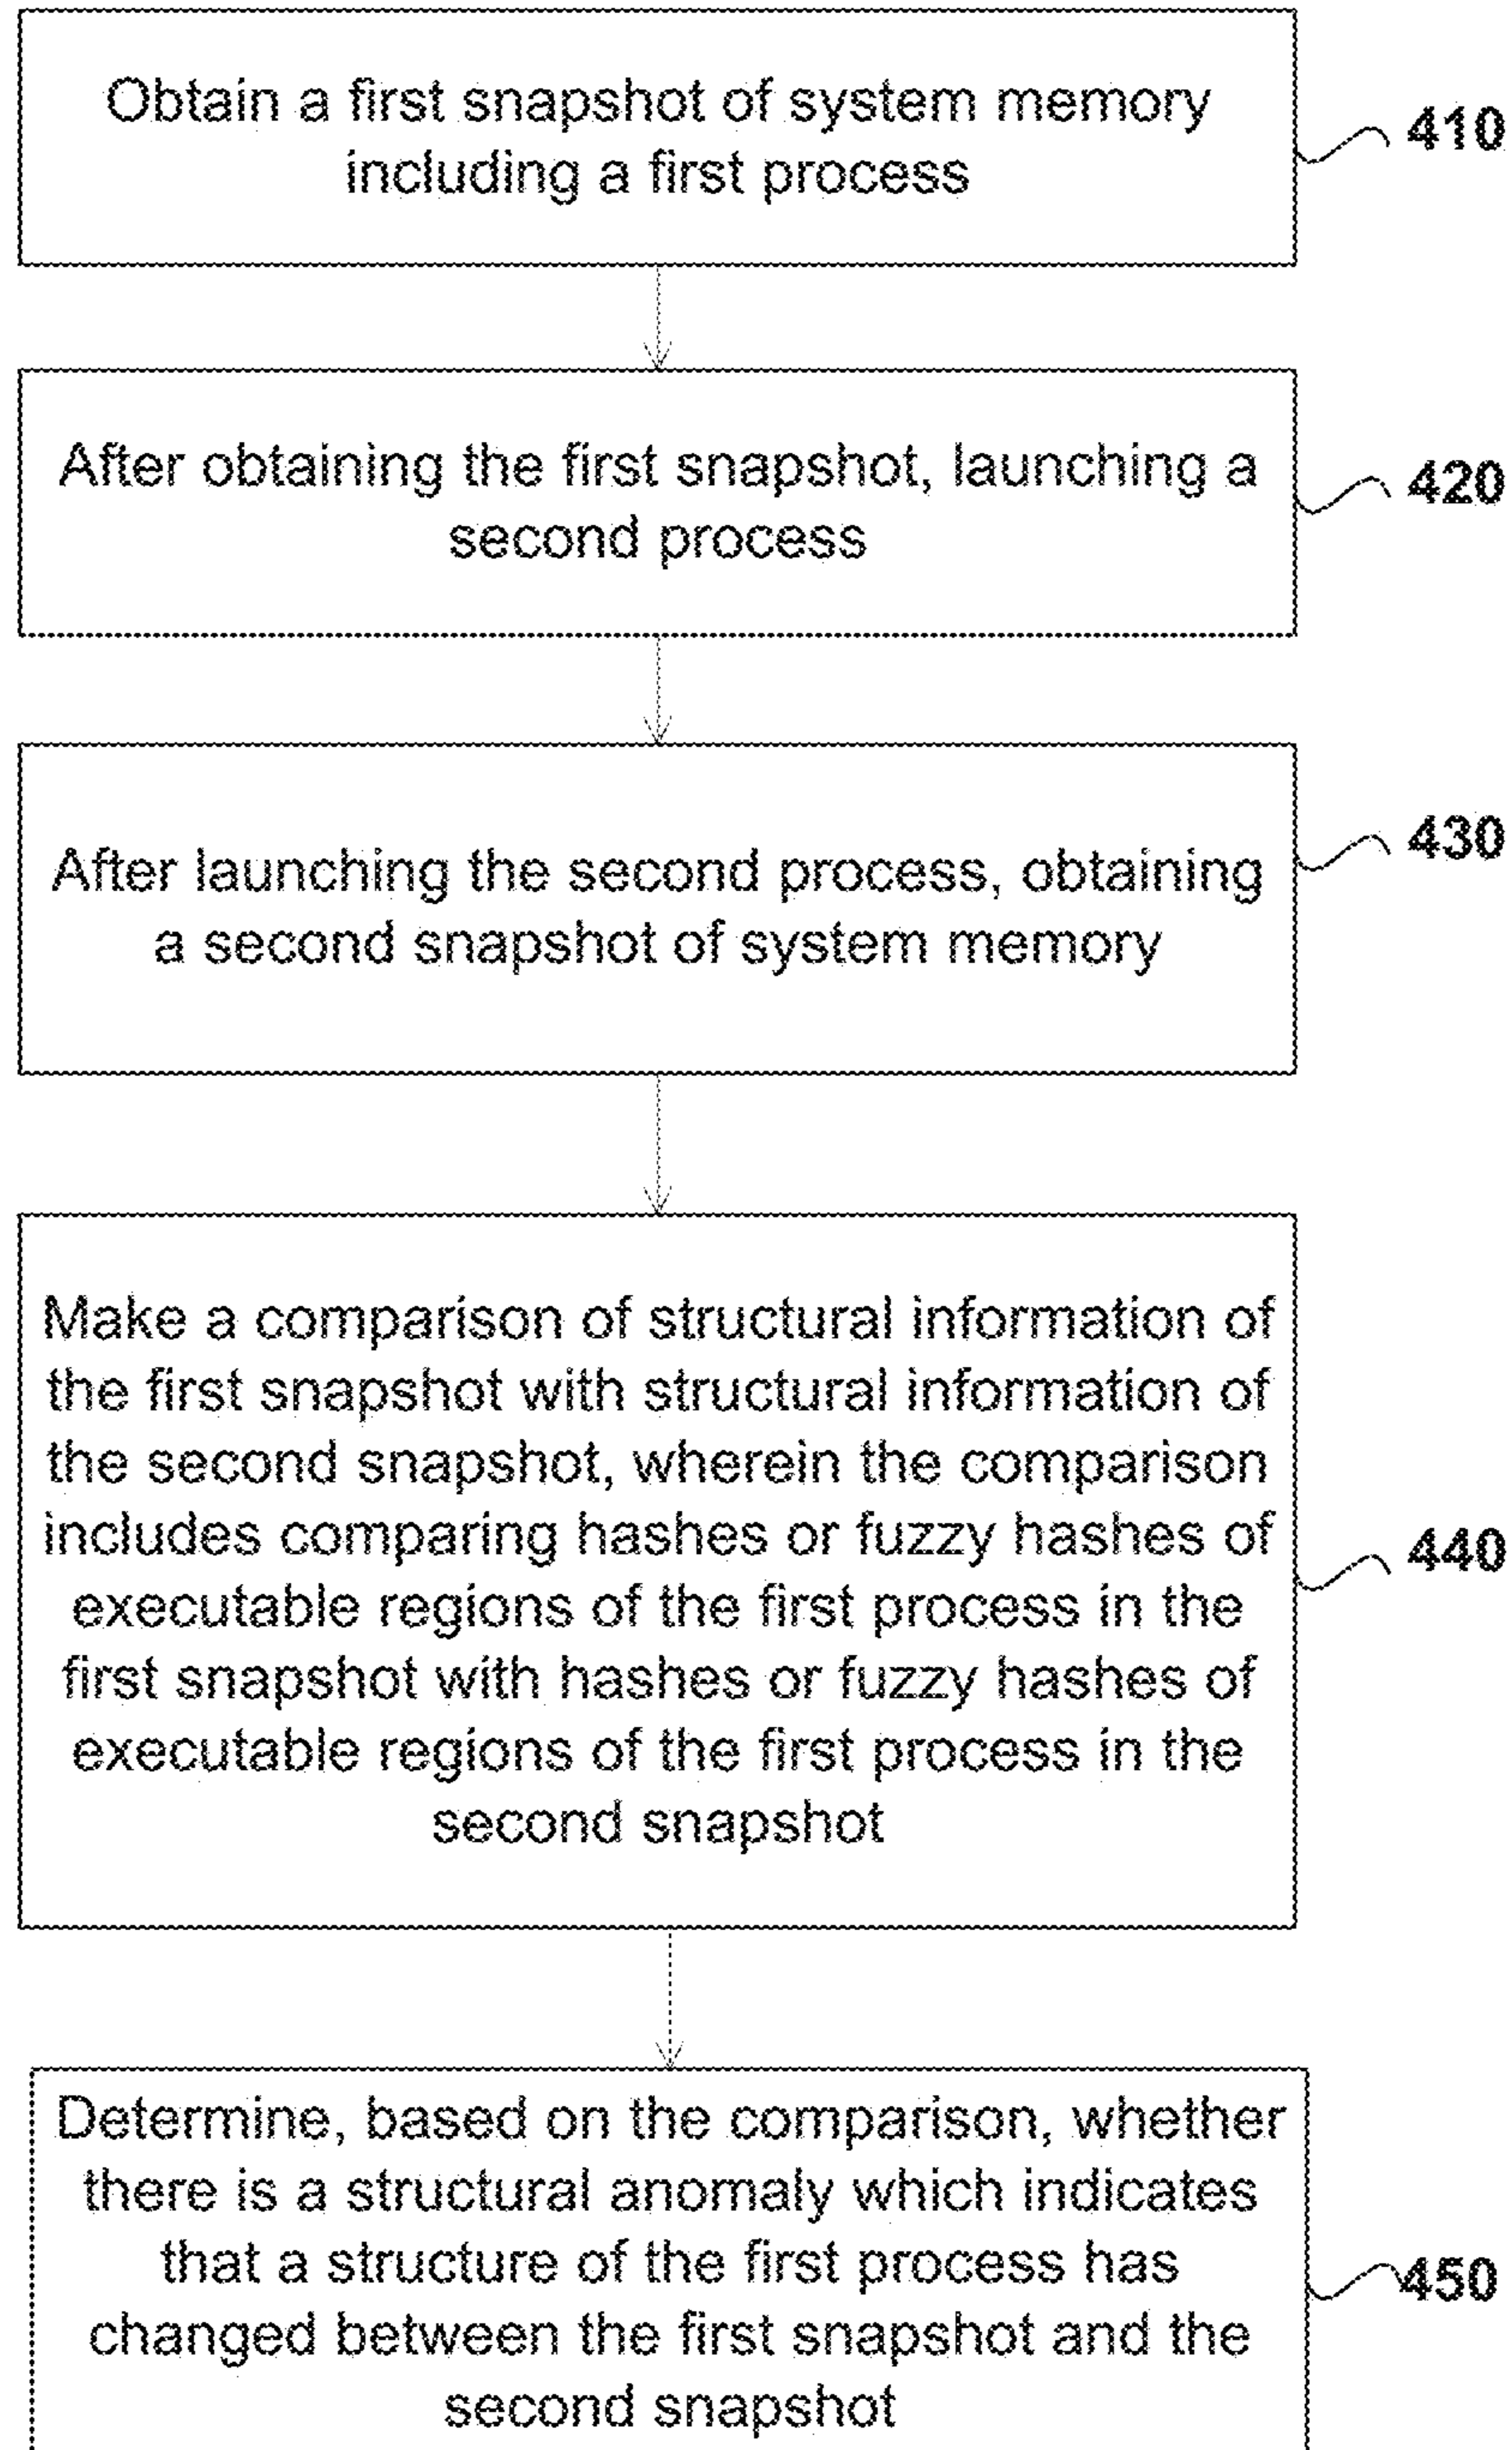 Obtain a first snapshot of system memory
including a first process
410
After obtaining the first snapshot, launching a
second process
420
After launching the second process, obtaining
a second snapshot of system memory
430
Make a comparison of structural information of
the first snapshot with structural information of
the second snapshot, wherein the comparison
includes comparing hashes or fuzzy hashes of
executable regions of the first process in the
first snapshot with hashes or fuzzy hashes of
executable regions of the first process in the
second snapshot
440
Determine, based on the comparison, whether
there is a structural anomaly which indicates
that a structure of the first process has
changed between the first snapshot and the
second snapshot
450